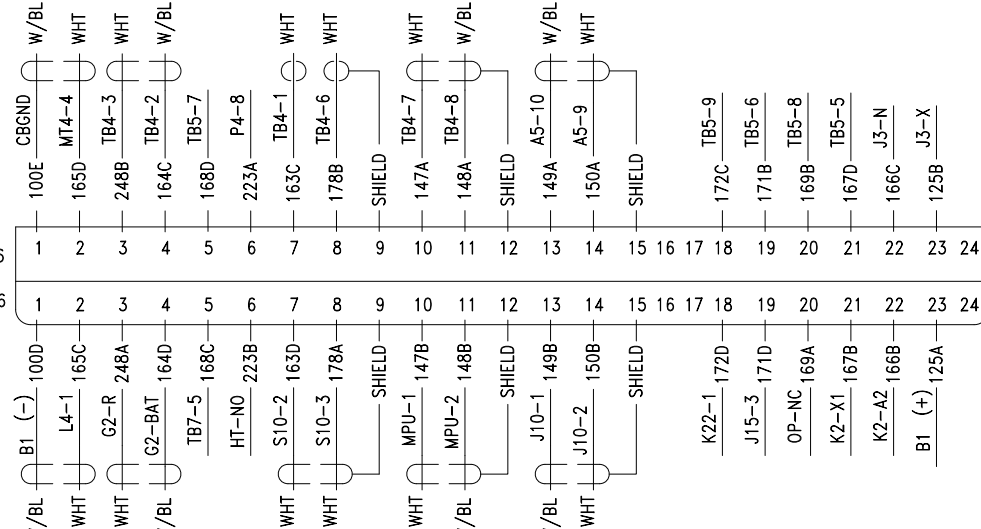 W/BL WHT WHT W/BL WHT WHT WHT W/BL W/BL WHT
CBGND MT4-4 TB4-3 TB4-2 TB5-7 P4-8 TB4-1 TB4-6 TB4-7 TB4-8 A5-10 A5-9 TB5-9 TB5-6 TB5-8 TB5-5 J3-N J3-X
100E 165D 248B 164C 168D 223A 163C 178B SHIELD 147A 148A SHIELD 149A 150A SHIELD 172C 171B 169B 167D 166C 125B
1 2 3 4 5 6 7 8 9 10 11 12 13 14 15 16 17 18 19 20 21 22 23 24
1 2 3 4 5 6 7 8 9 10 11 12 13 14 15 16 17 18 19 20 21 22 23 24
100D 165C 248A 164D 168C 223B 163D 178A SHIELD 147B 148B SHIELD 149B 150B SHIELD 172D 171D 169A 167B 166B 125A
B1 (-) L4-1 G2-R G2-BAT TB7-5 HT-NO S10-2 S10-3 MPU-1 MPU-2 J10-1 J10-2 K22-1 J15-3 OP-NC K2-X1 K2-A2 B1 (+)
/BL WHT WHT /BL WHT WHT WHT /BL /BL WHT